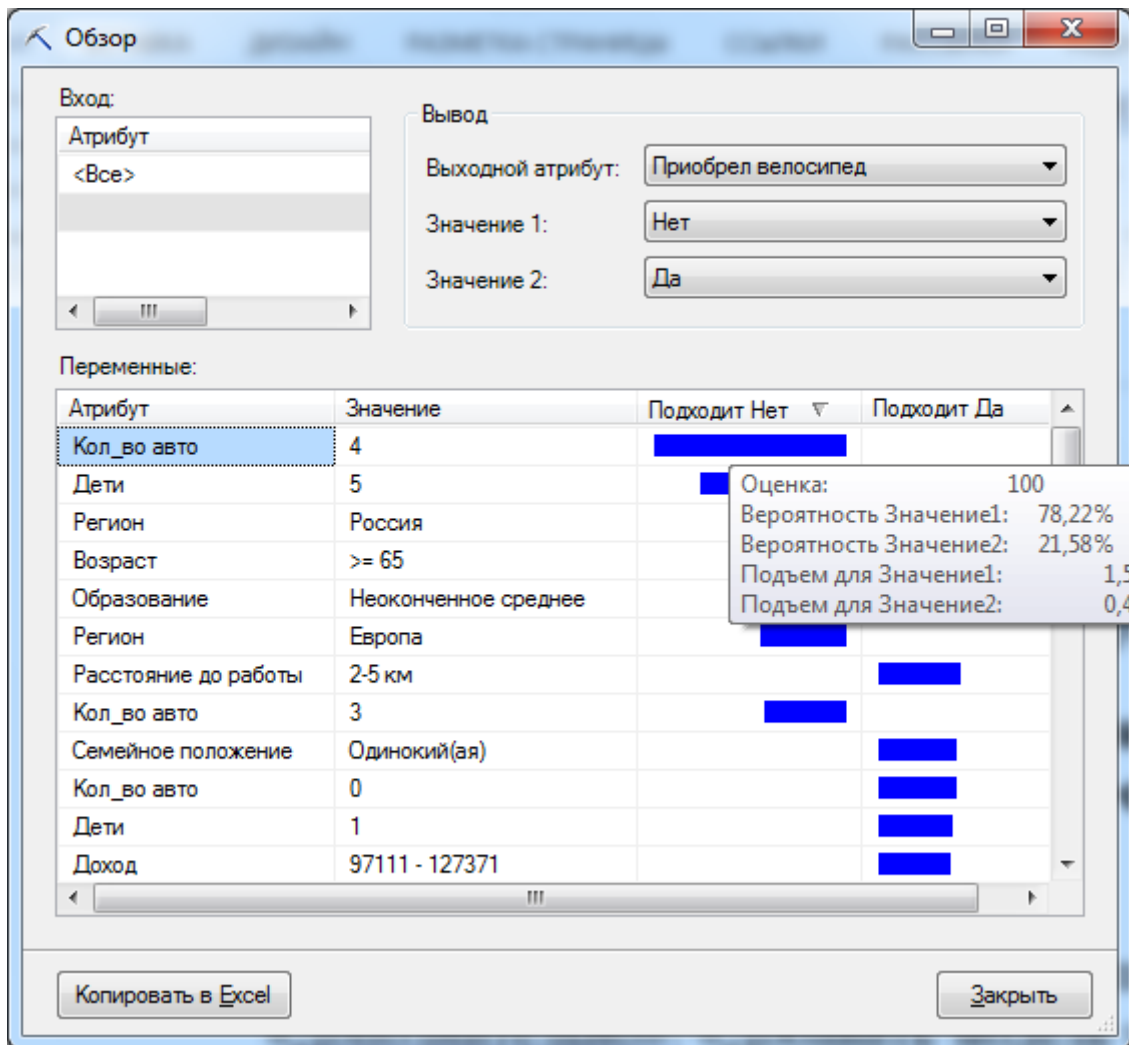 Обзор
Вход:
Атрибут
<Все>
Вывод
Выходной атрибут: Приобрел велосипед
Значение 1: Нет
Значение 2: Да
Переменные:
Атрибут Значение Подходит Нет Подходит Да
Кол_во авто 4
Дети 5
Регион Россия
Возраст >= 65
Образование Неоконченное среднее
Регион Европа
Расстояние до работы 2-5 км
Кол_во авто 3
Семейное положение Одинокий(ая)
Кол_во авто 0
Дети 1
Доход 97111 - 127371
Оценка: 100
Вероятность Значение1: 78,22%
Вероятность Значение2: 21,58%
Подъем для Значение1: 1,5
Подъем для Значение2: 0,4
Копировать в Excel
Закрыть